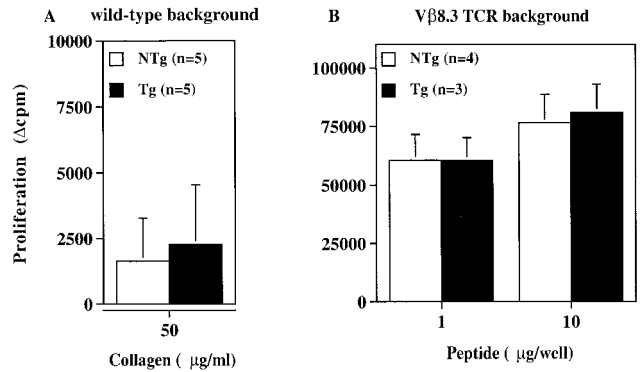 A wild-type background
10000
7500
5000
2500
0
Proliferation (Δcpm)
NTg (n=5)
Tg (n=5)
50
Collagen ( μg/ml)
B Vβ8.3 TCR background
100000
75000
50000
25000
0
NTg (n=4)
Tg (n=3)
1 10
Peptide ( μg/well)